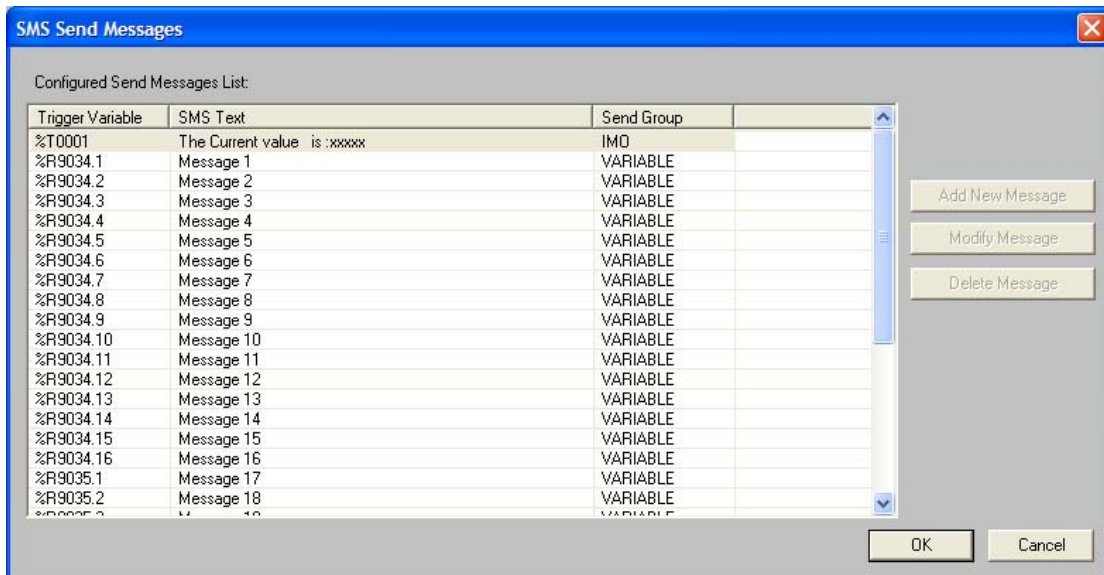 SMS Send Messages
Configured Send Messages List:
Trigger Variable SMS Text Send Group
%T0001 The Current value is :xxxxx IMO
%R9034.1 Message 1 VARIABLE
%R9034.2 Message 2 VARIABLE
%R9034.3 Message 3 VARIABLE
%R9034.4 Message 4 VARIABLE
%R9034.5 Message 5 VARIABLE
%R9034.6 Message 6 VARIABLE
%R9034.7 Message 7 VARIABLE
%R9034.8 Message 8 VARIABLE
%R9034.9 Message 9 VARIABLE
%R9034.10 Message 10 VARIABLE
%R9034.11 Message 11 VARIABLE
%R9034.12 Message 12 VARIABLE
%R9034.13 Message 13 VARIABLE
%R9034.14 Message 14 VARIABLE
%R9034.15 Message 15 VARIABLE
%R9034.16 Message 16 VARIABLE
%R9035.1 Message 17 VARIABLE
%R9035.2 Message 18 VARIABLE
Add New Message
Modify Message
Delete Message
OK Cancel